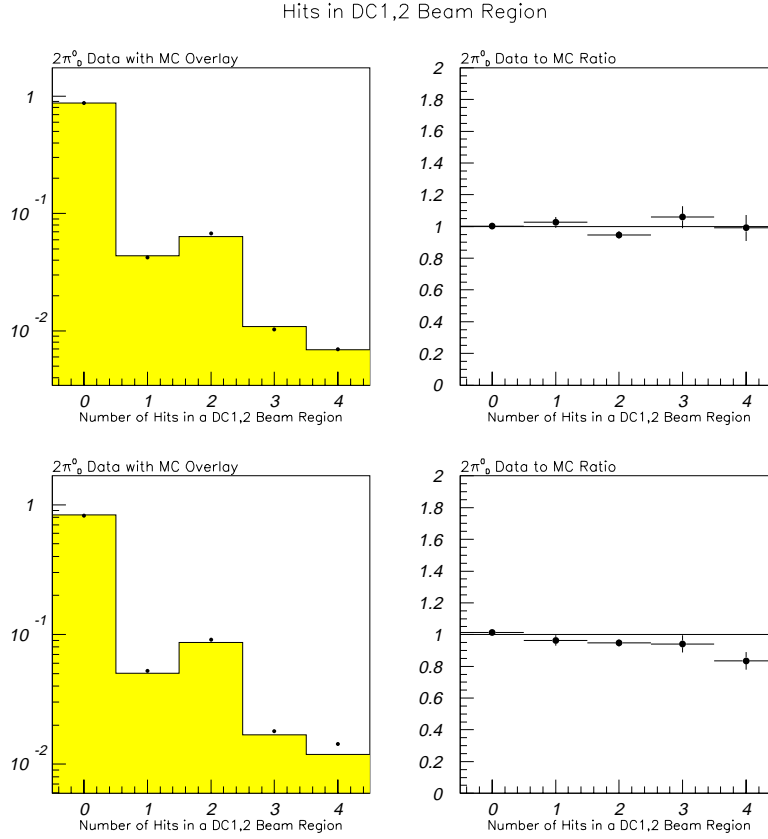 Hits in DC1,2 Beam Region
2π⁰D Data with MC Overlay
1
10 -1
10 -2
0 1 2 3 4
Number of Hits in a DC1,2 Beam Region
2π⁰D Data to MC Ratio
2
1.8
1.6
1.4
1.2
1
0.8
0.6
0.4
0.2
0
0 1 2 3 4
Number of Hits in a DC1,2 Beam Region
2π⁰D Data with MC Overlay
1
10 -1
10 -2
0 1 2 3 4
Number of Hits in a DC1,2 Beam Region
2π⁰D Data to MC Ratio
2
1.8
1.6
1.4
1.2
1
0.8
0.6
0.4
0.2
0
0 1 2 3 4
Number of Hits in a DC1,2 Beam Region